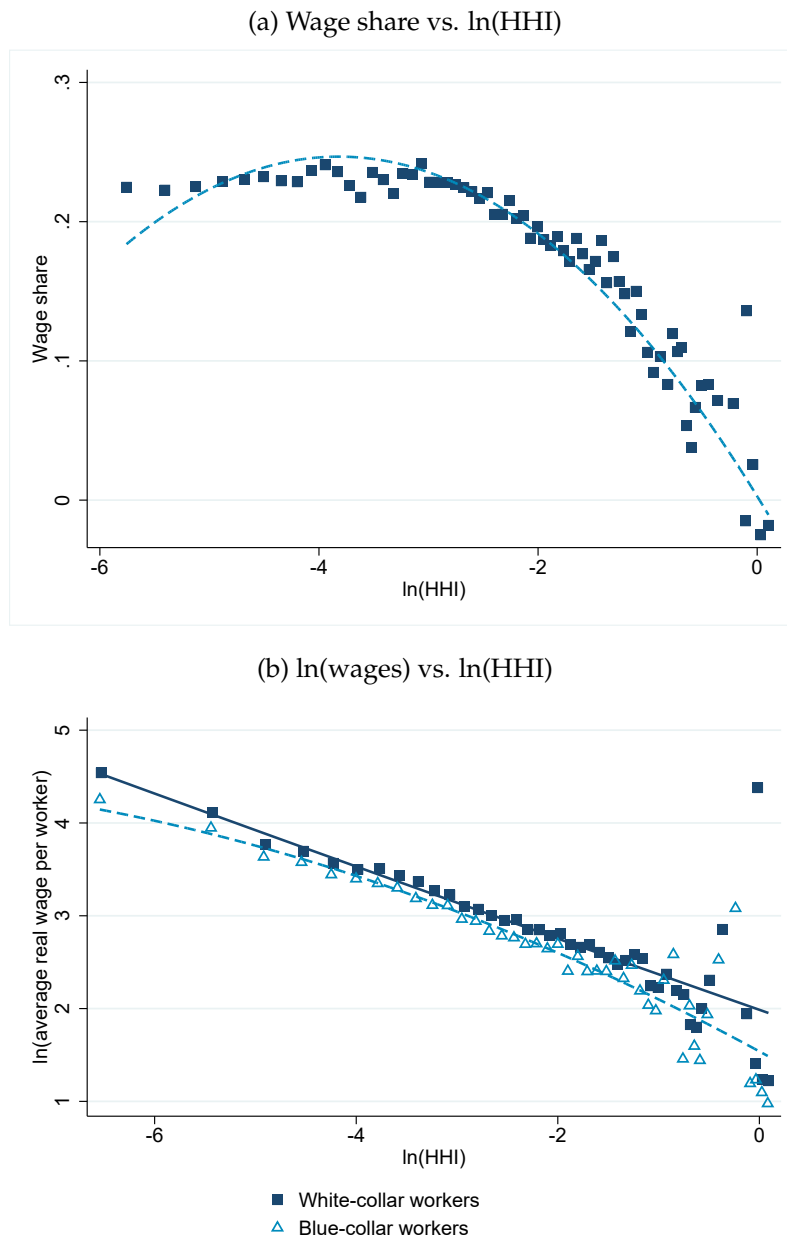 (a) Wage share vs. ln(HHI)
.3
.2
.1
0
Wage share
-6 -4 -2 0
ln(HHI)
(b) ln(wages) vs. ln(HHI)
5
4
3
2
1
ln(average real wage per worker)
-6 -4 -2 0
ln(HHI)
White-collar workers
Blue-collar workers